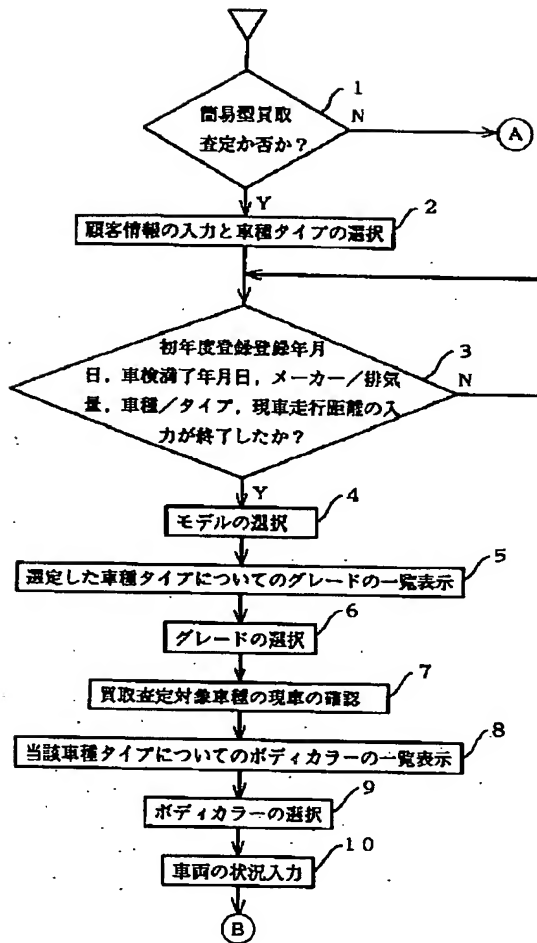 1
簡易型買取
査定か否か？
N
A
Y
2
顧客情報の入力と車種タイプの選択
3
初年度登録登録年月
日，車検満了年月日，メーカー／排気
量，車種／タイプ，現車走行距離の入
力が終了したか？
N
Y
4
モデルの選択
5
選定した車種タイプについてのグレードの一覧表示
6
グレードの選択
7
買取査定対象車種の現車の確認
8
当該車種タイプについてのボディカラーの一覧表示
9
ボディカラーの選択
10
車両の状況入力
B